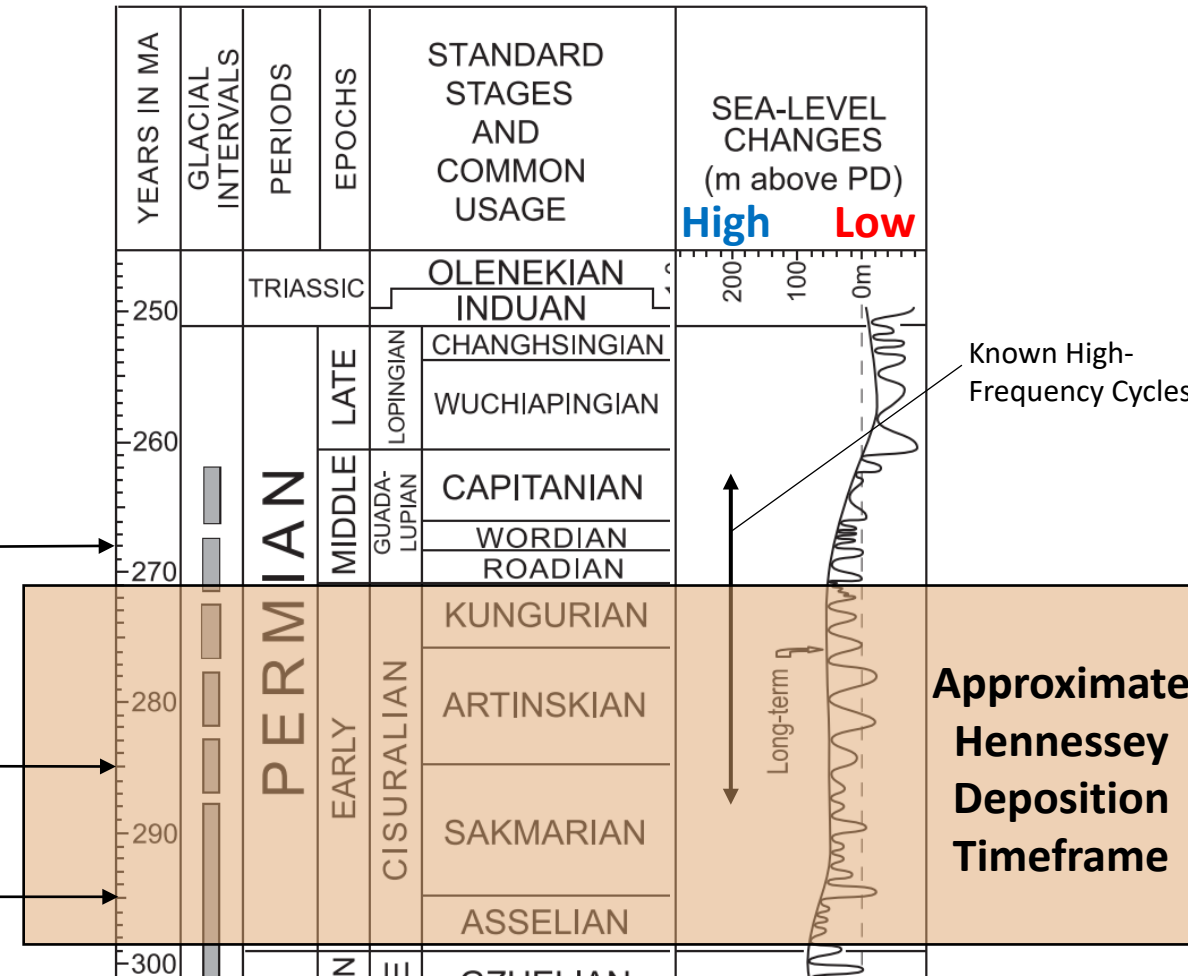 YEARS IN MA
GLACIAL
INTERVALS
PERIODS
EPOCHS
STANDARD
STAGES
AND
COMMON
USAGE
SEA-LEVEL
CHANGES
(m above PD)
High
Low
200
100
0m
TRIASSIC
OLENEKIAN
INDUAN
250
CHANGHSINGIAN
LATE
LOPINGIAN
WUCHIAPINGIAN
Known High-
Frequency Cycles
260
PERMIAN
MIDDLE
GUADA-
LUPIAN
CAPITANIAN
WORDIAN
ROADIAN
270
KUNGURIAN
EARLY
CISURALIAN
ARTINSKIAN
280
Long-term
Approximate
Hennessey
Deposition
Timeframe
SAKMARIAN
290
ASSELIAN
300